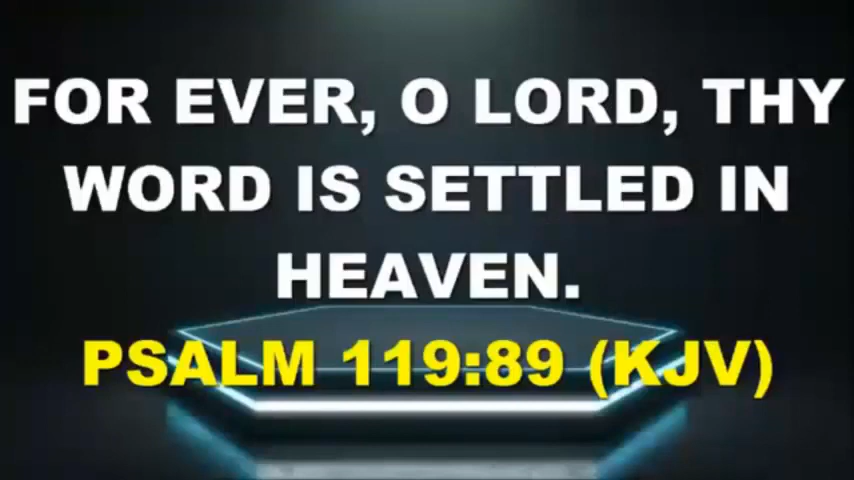 FOR EVER, O LORD, THY
WORD IS SETTLED IN
HEAVEN.
PSALM 119:89 (KJV)